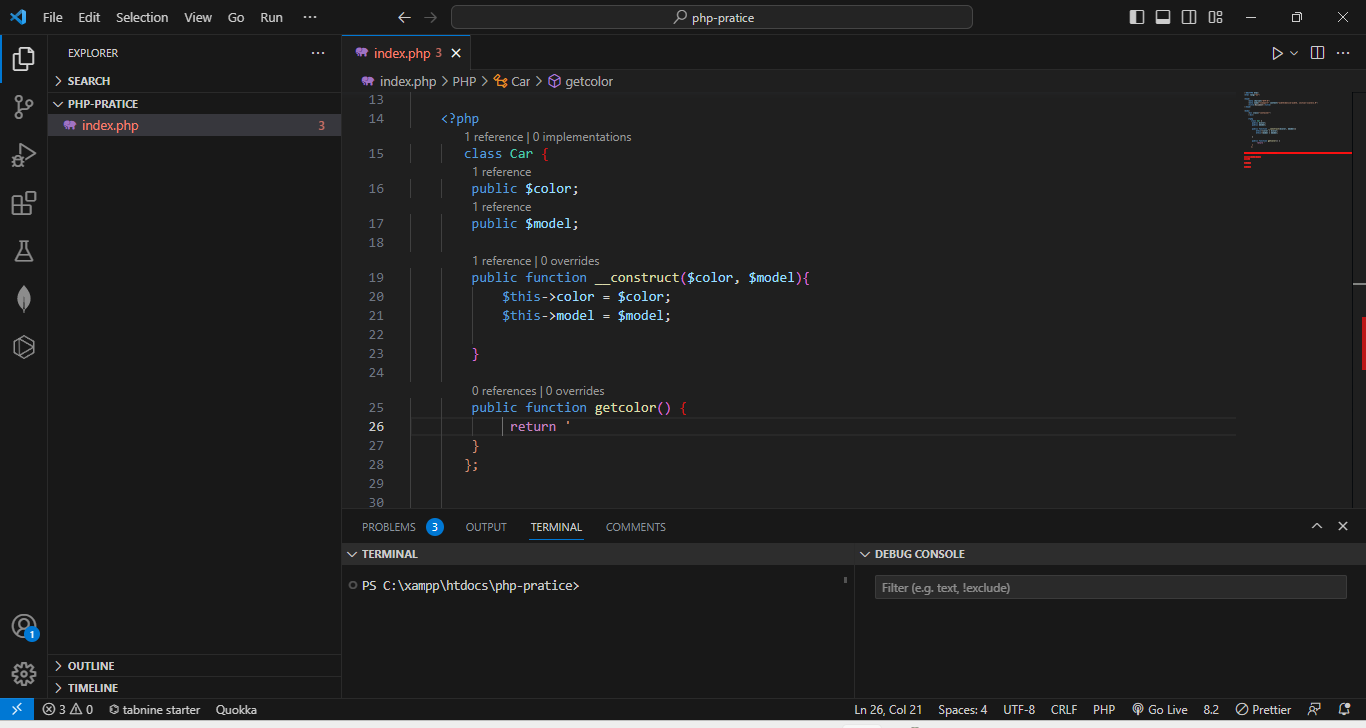 File Edit Selection View Go Run ··· php-pratice
EXPLORER ···
SEARCH
PHP-PRATICE
index.php 3
OUTLINE
TIMELINE
index.php 3
index.php > PHP > Car > getcolor
13
14 <?php
1 reference | 0 implementations
15 class Car {
1 reference
16 public $color;
1 reference
17 public $model;
18
1 reference | 0 overrides
19 public function __construct($color, $model){
20 $this->color = $color;
21 $this->model = $model;
22
23 }
24
0 references | 0 overrides
25 public function getcolor() {
26 return '
27 }
28 };
29
30
PROBLEMS 3 OUTPUT TERMINAL COMMENTS
TERMINAL
PS C:\xampp\htdocs\php-pratice>
DEBUG CONSOLE
Filter (e.g. text, !exclude)
1
3 0 tabnine starter Quokka Ln 26, Col 21 Spaces: 4 UTF-8 CRLF PHP Go Live 8.2 Prettier